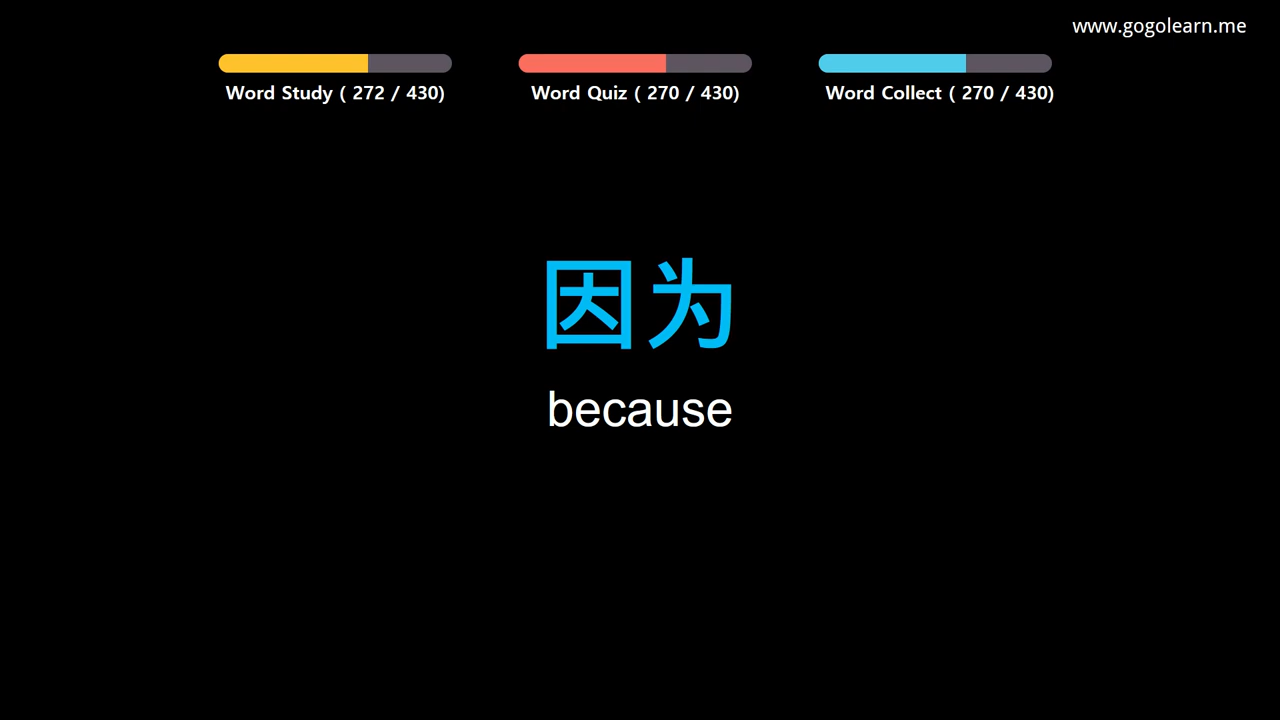 www.gogolearn.me
Word Study ( 272 / 430)
Word Quiz ( 270 / 430)
Word Collect ( 270 / 430)
因为
because